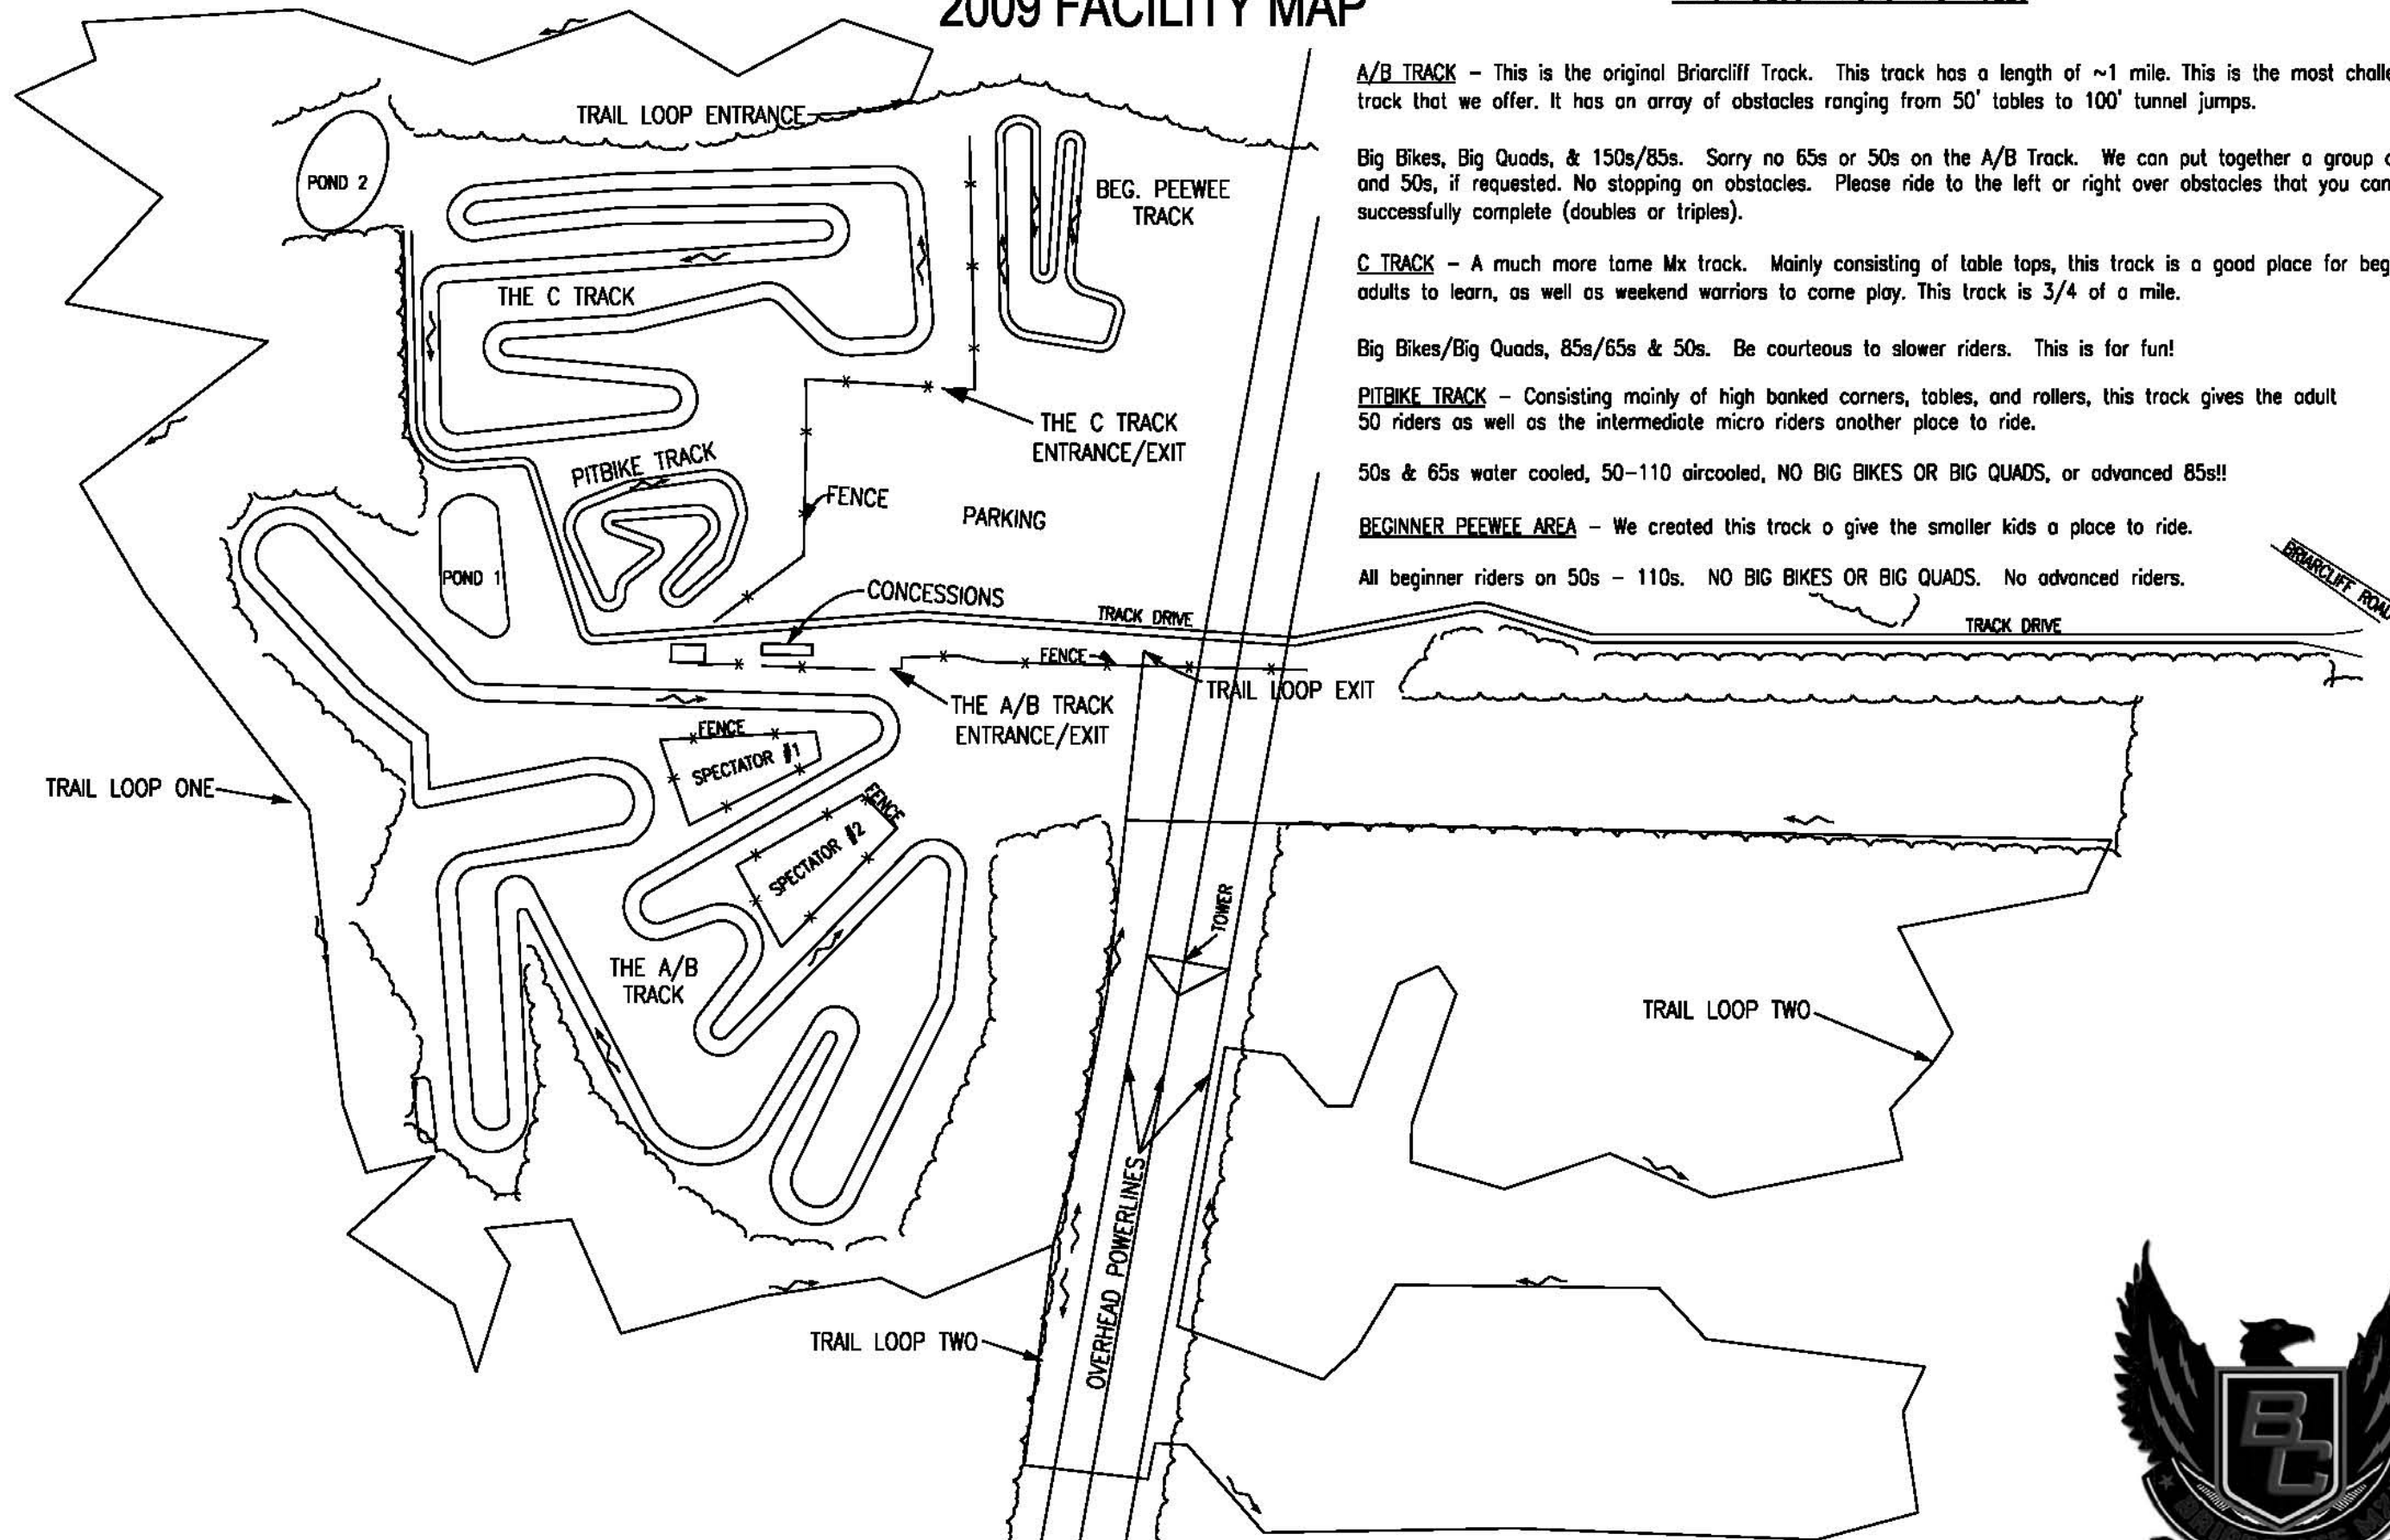 2009 FACILITY MAP
A/B TRACK – This is the original Briarcliff Track. This track has a length of ~1 mile. This is the most
track that we offer. It has an array of obstacles ranging from 50' tables to 100' tunnel jumps.
Big Bikes, Big Quads, & 150s/85s. Sorry no 65s or 50s on the A/B Track. We can put together a group
and 50s, if requested. No stopping on obstacles. Please ride to the left or right over obstacles that you
successfully complete (doubles or triples).
C TRACK – A much more tame Mx track. Mainly consisting of table tops, this track is a good place for
adults to learn, as well as weekend warriors to come play. This track is 3/4 of a mile.
Big Bikes/Big Quads, 85s/65s & 50s. Be courteous to slower riders. This is for fun!
PITBIKE TRACK – Consisting mainly of high banked corners, tables, and rollers, this track gives the adult
50 riders as well as the intermediate micro riders another place to ride.
50s & 65s water cooled, 50–110 aircooled, NO BIG BIKES OR BIG QUADS, or advanced 85s!!
BEGINNER PEEWEE AREA – We created this track o give the smaller kids a place to ride.
All beginner riders on 50s – 110s. NO BIG BIKES OR BIG QUADS. No advanced riders.
TRAIL LOOP ENTRANCE
POND 2
BEG. PEEWEE
TRACK
THE C TRACK
THE C TRACK
ENTRANCE/EXIT
PITBIKE TRACK
FENCE
PARKING
POND 1
CONCESSIONS
TRACK DRIVE
TRACK DRIVE
BRIARCLIFF ROAD
FENCE
TRAIL LOOP EXIT
THE A/B TRACK
ENTRANCE/EXIT
FENCE
SPECTATOR #1
TRAIL LOOP ONE
FENCE
SPECTATOR #2
TOWER
THE A/B
TRACK
TRAIL LOOP TWO
OVERHEAD POWERLINES
TRAIL LOOP TWO
BC